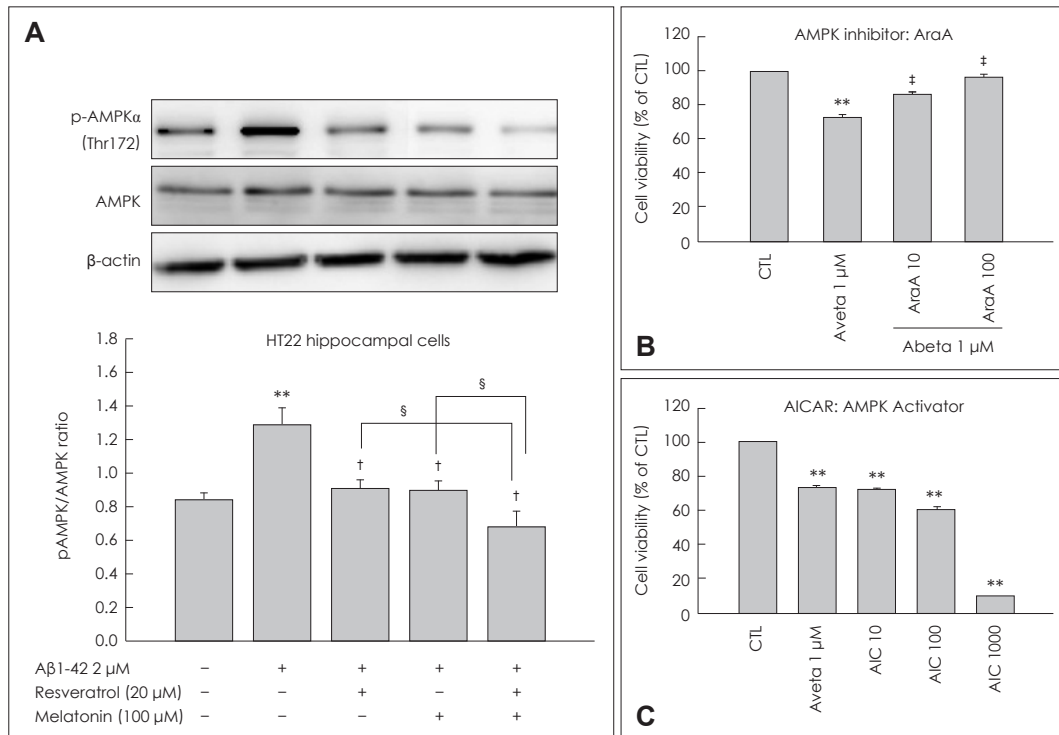 A
p-AMPKα
(Thr172)
AMPK
β-actin
HT22 hippocampal cells
pAMPK/AMPK ratio
1.8
1.6
1.4
1.2
1.0
0.8
0.6
0.4
0.2
0.0
**
†
†
†
§
§
Aβ1-42 2 μM – + + + +
Resveratrol (20 μM) – – + – +
Melatonin (100 μM) – – – + +
AMPK inhibitor: AraA
Cell viability (% of CTL)
120
100
80
60
40
20
0
**
‡
‡
CTL
Aveta 1 μM
AraA 10
AraA 100
Abeta 1 μM
B
AICAR: AMPK Activator
Cell viability (% of CTL)
120
100
80
60
40
20
0
**
**
**
**
CTL
Aveta 1 μM
AIC 10
AIC 100
AIC 1000
C